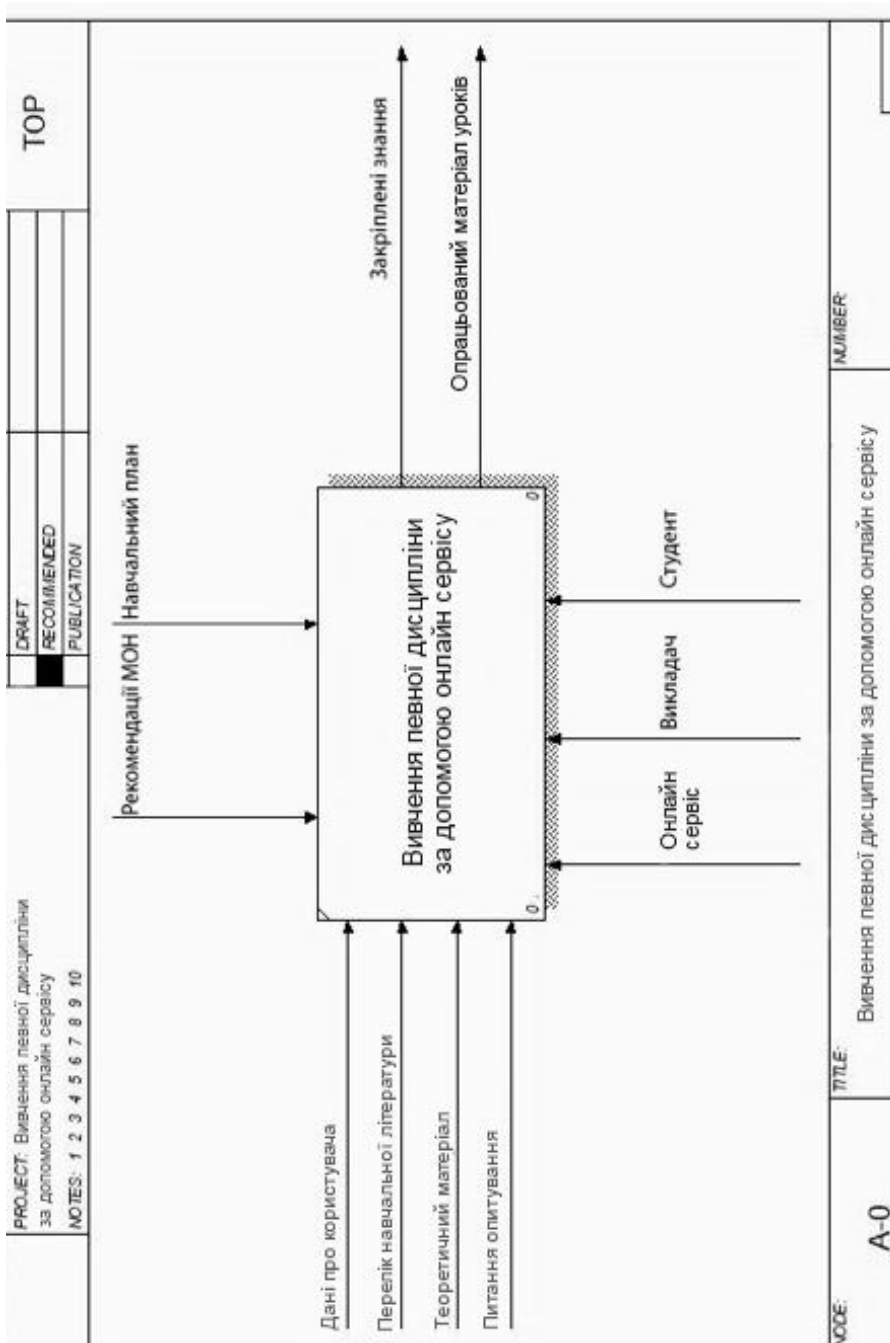 PROJECT: Вивчення певної дисципліни
за допомогою онлайн сервісу
NOTES: 1 2 3 4 5 6 7 8 9 10
DRAFT
RECOMMENDED
PUBLICATION
TOP
Рекомендації МОН
Навчальний план
Дані про користувача
Перелік навчальної літератури
Теоретичний матеріал
Питання опитування
Вивчення певної дисципліни
за допомогою онлайн сервісу
0
0
Закріплені знання
Опрацьований матеріал уроків
Онлайн
сервіс
Викладач
Студент
ODE:
A-0
TITLE:
Вивчення певної дисципліни за допомогою онлайн сервісу
NUMBER: